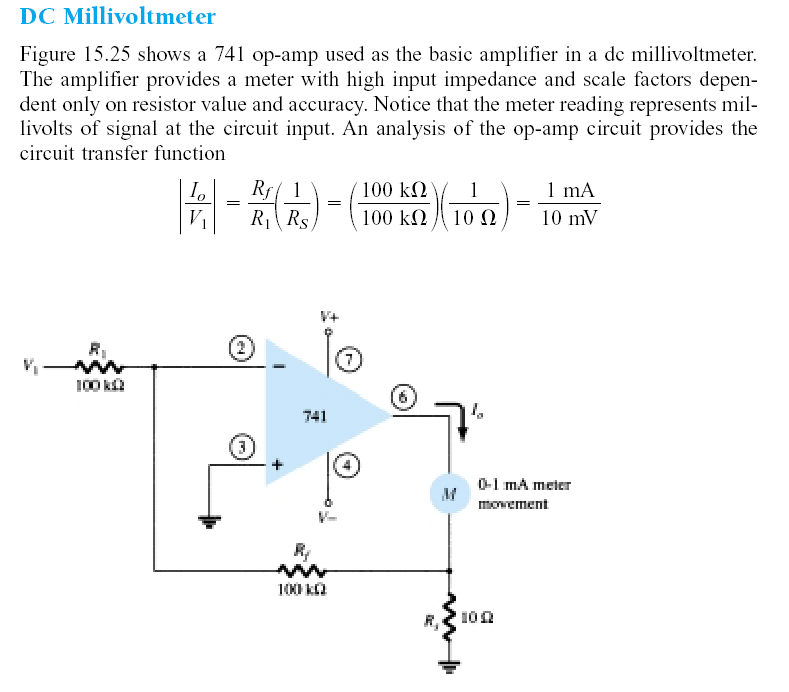 DC Millivoltmeter
Figure 15.25 shows a 741 op-amp used as the basic amplifier in a dc millivoltmeter.
The amplifier provides a meter with high input impedance and scale factors depen-
dent only on resistor value and accuracy. Notice that the meter reading represents mil-
livolts of signal at the circuit input. An analysis of the op-amp circuit provides the
circuit transfer function
|Io/V1| = Rf/R1 (1/RS) = (100 kΩ/100 kΩ)(1/10 Ω) = 1 mA/10 mV
V+
R1
2
7
V1
100 kΩ
−
6
Io
741
3
+
4
0-1 mA meter
M
movement
V−
Rf
100 kΩ
Rs
10 Ω